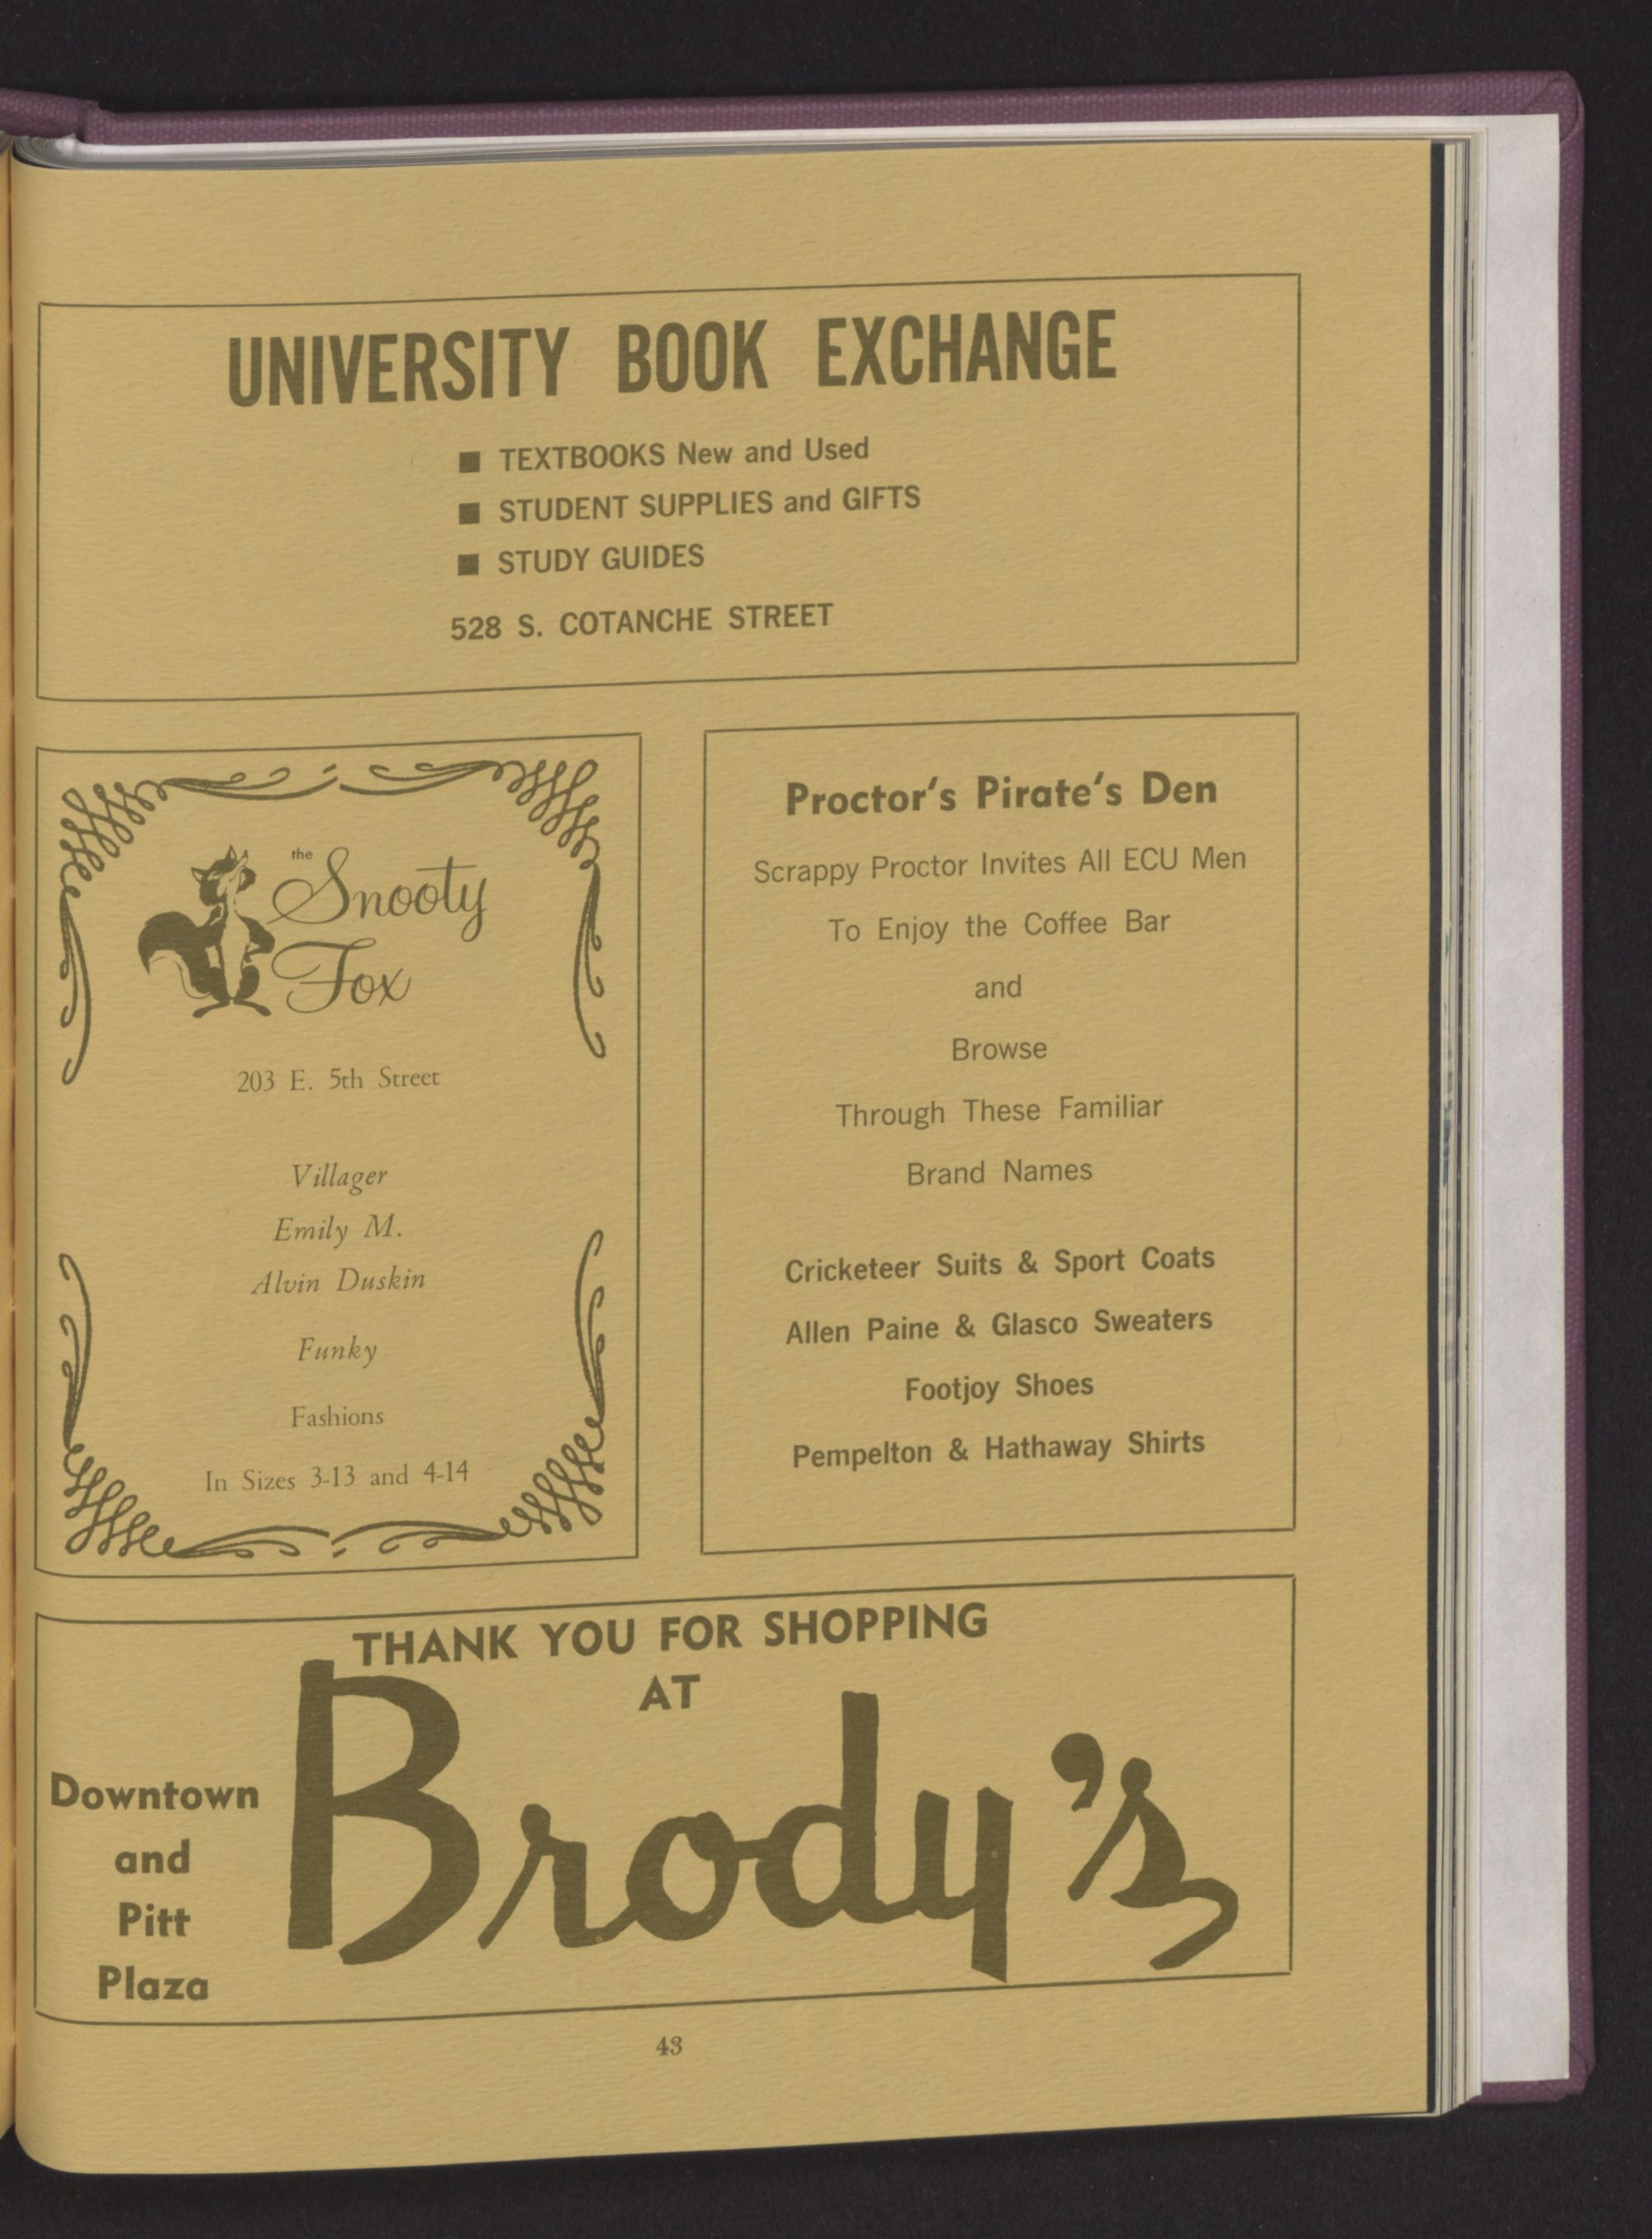 UNIVERSITY BOOK EXCHANGE
■ TEXTBOOKS New and Used
■ STUDENT SUPPLIES and GIFTS
■ STUDY GUIDES
528 S. COTANCHE STREET
the
Snooty
Fox
203 E. 5th Street
Villager
Emily M.
Alvin Duskin
Funky
Fashions
In Sizes 3-13 and 4-14
Proctor's Pirate's Den
Scrappy Proctor Invites All ECU Men
To Enjoy the Coffee Bar
and
Browse
Through These Familiar
Brand Names
Cricketeer Suits & Sport Coats
Allen Paine & Glasco Sweaters
Footjoy Shoes
Pempelton & Hathaway Shirts
THANK YOU FOR SHOPPING
AT
Brody's
Downtown
and
Pitt
Plaza
43